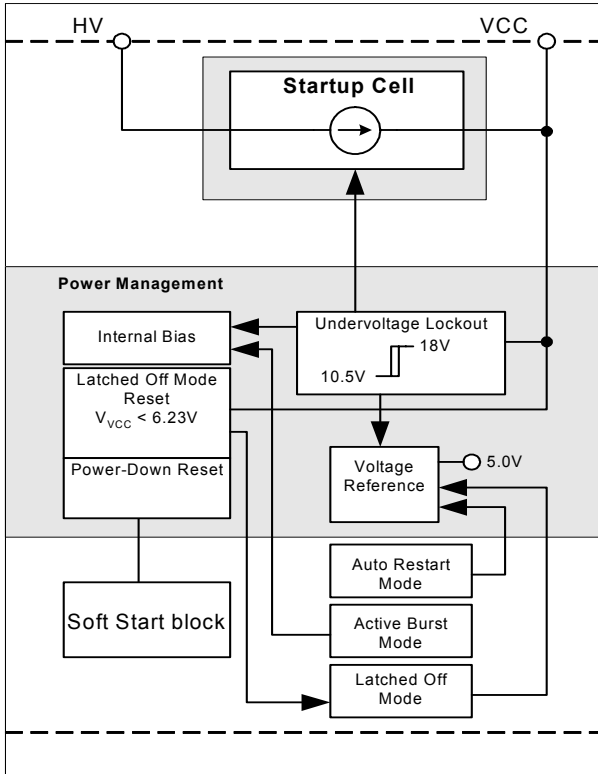 HV
VCC
Startup Cell
Power Management
Internal Bias
Undervoltage Lockout
18V
10.5V
Latched Off Mode
Reset
V_VCC < 6.23V
Power-Down Reset
Voltage
Reference
5.0V
Auto Restart
Mode
Soft Start block
Active Burst
Mode
Latched Off
Mode